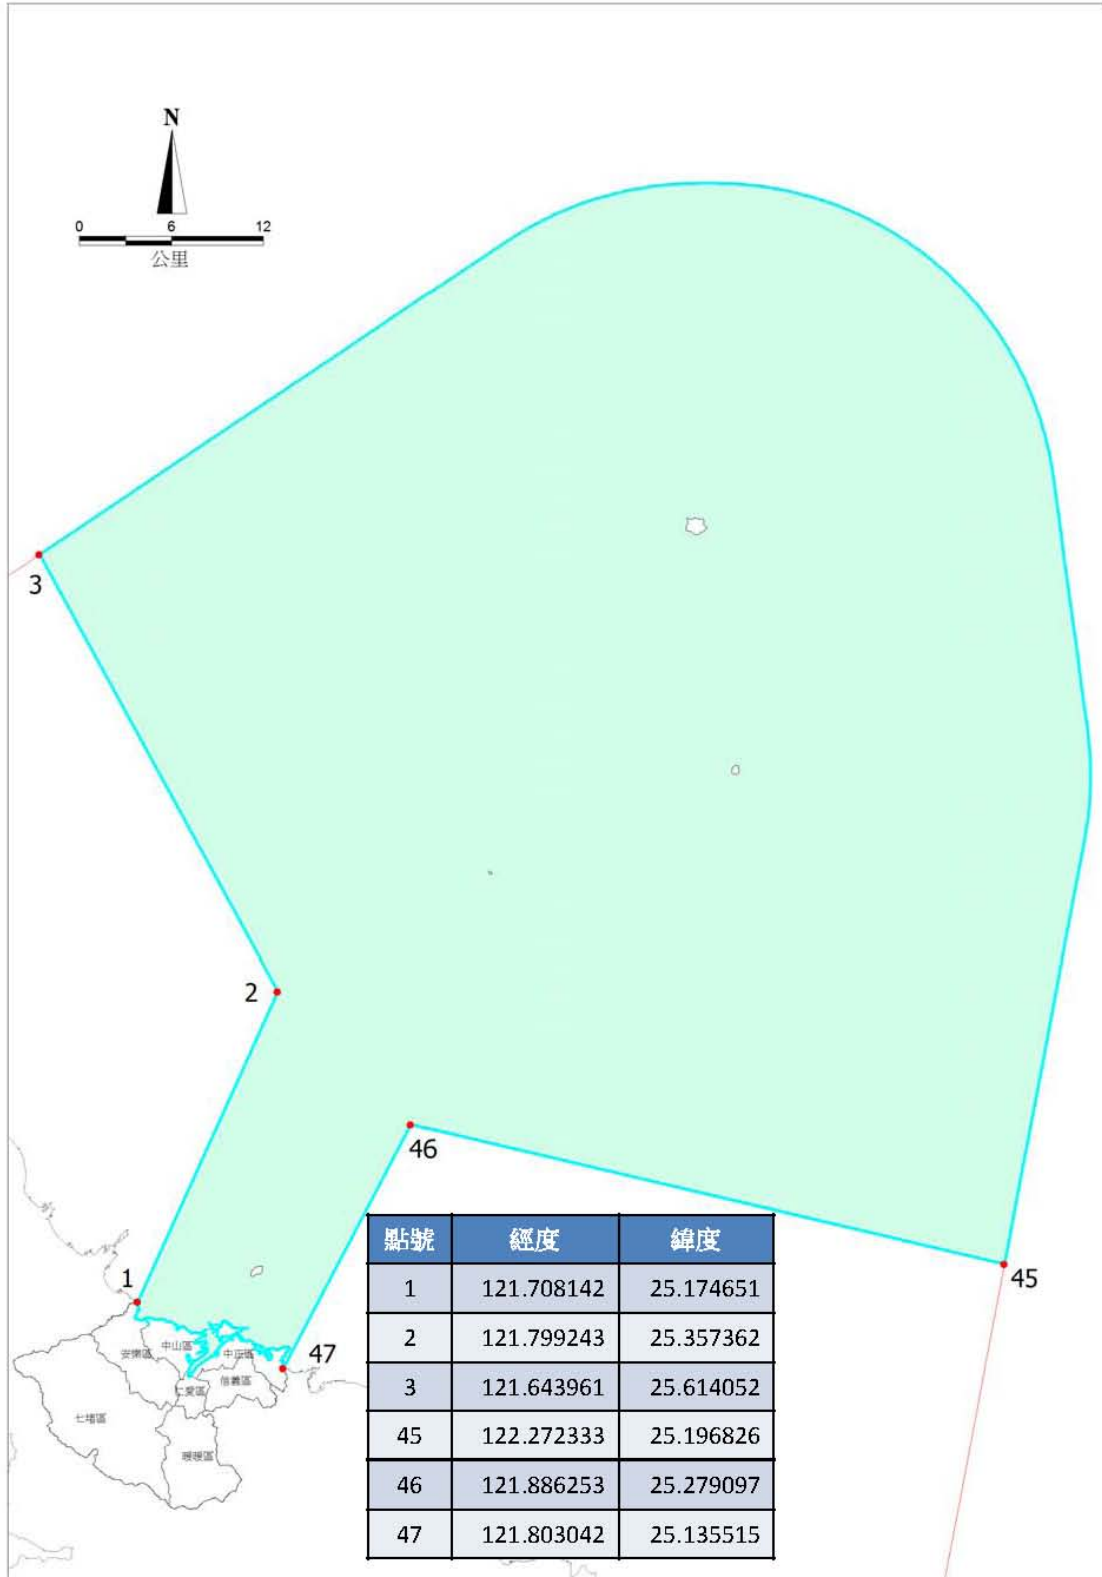 N
0 6 12
公里
3
2
46
1
45
47
安樂區
中山區
中正區
仁愛區
信義區
七堵區
暖暖區
點號 經度 緯度
1 121.708142 25.174651
2 121.799243 25.357362
3 121.643961 25.614052
45 122.272333 25.196826
46 121.886253 25.279097
47 121.803042 25.135515